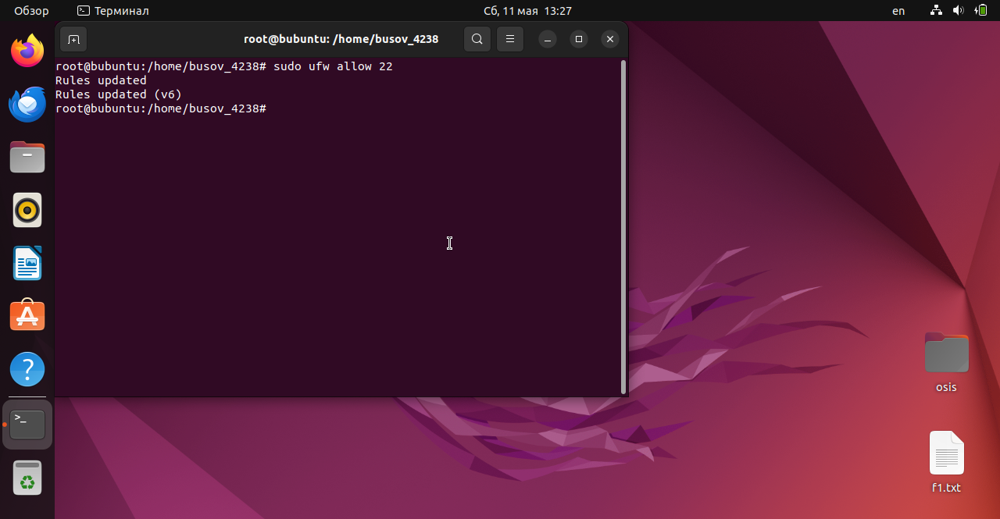 Обзор
Терминал
Сб, 11 мая 13:27
en
root@bubuntu: /home/busov_4238
root@bubuntu:/home/busov_4238# sudo ufw allow 22
Rules updated
Rules updated (v6)
root@bubuntu:/home/busov_4238#
osis
f1.txt